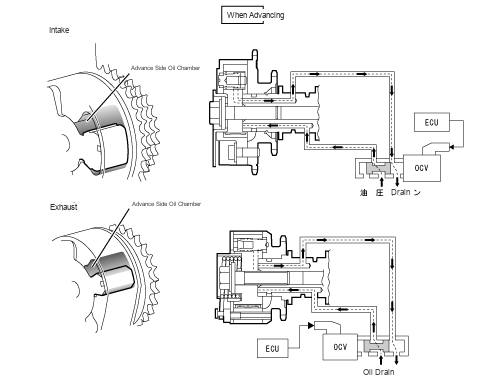 When Advancing
Intake
Advance Side Oil Chamber
ECU
OCV
油 圧 Drain ン
Exhaust
Advance Side Oil Chamber
ECU
OCV
Oil Drain